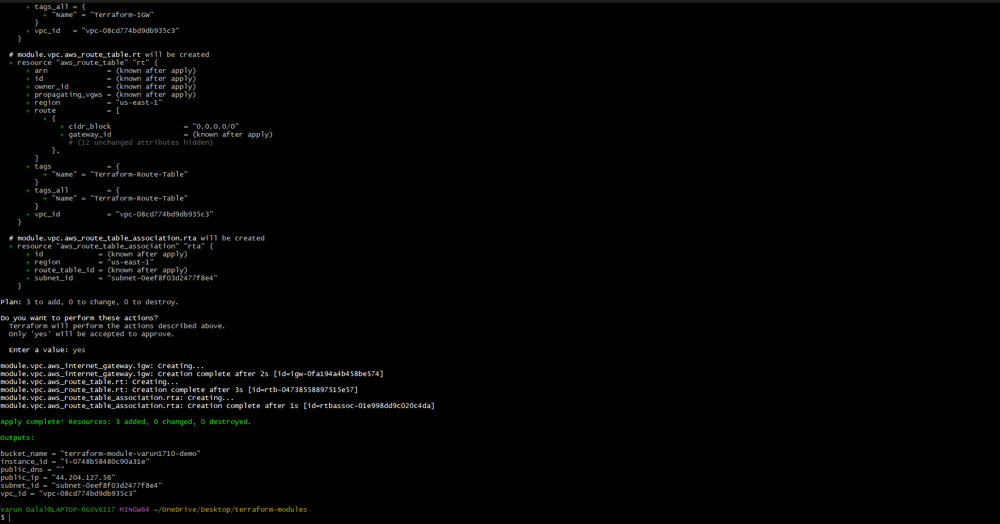 + tags_all = {
          + "Name" = "Terraform-IGW"
        }
      + vpc_id   = "vpc-08cd774bd9db935c3"
    }

  # module.vpc.aws_route_table.rt will be created
  + resource "aws_route_table" "rt" {
      + arn              = (known after apply)
      + id               = (known after apply)
      + owner_id         = (known after apply)
      + propagating_vgws = (known after apply)
      + region           = "us-east-1"
      + route            = [
          + {
              + cidr_block                 = "0.0.0.0/0"
              + gateway_id                 = (known after apply)
                # (12 unchanged attributes hidden)
            },
        ]
      + tags             = {
          + "Name" = "Terraform-Route-Table"
        }
      + tags_all         = {
          + "Name" = "Terraform-Route-Table"
        }
      + vpc_id           = "vpc-08cd774bd9db935c3"
    }

  # module.vpc.aws_route_table_association.rta will be created
  + resource "aws_route_table_association" "rta" {
      + id             = (known after apply)
      + region         = "us-east-1"
      + route_table_id = (known after apply)
      + subnet_id      = "subnet-0eef8f03d2477f8e4"
    }

Plan: 3 to add, 0 to change, 0 to destroy.

Do you want to perform these actions?
  Terraform will perform the actions described above.
  Only 'yes' will be accepted to approve.

  Enter a value: yes

module.vpc.aws_internet_gateway.igw: Creating...
module.vpc.aws_internet_gateway.igw: Creation complete after 2s [id=igw-0fa194a4b458be574]
module.vpc.aws_route_table.rt: Creating...
module.vpc.aws_route_table.rt: Creation complete after 3s [id=rtb-04738558897515e57]
module.vpc.aws_route_table_association.rta: Creating...
module.vpc.aws_route_table_association.rta: Creation complete after 1s [id=rtbassoc-01e998dd9c020c4da]

Apply complete! Resources: 3 added, 0 changed, 0 destroyed.

Outputs:

bucket_name = "terraform-module-varun1710-demo"
instance_id = "i-0748b58480c90a31e"
public_dns = ""
public_ip = "44.204.127.56"
subnet_id = "subnet-0eef8f03d2477f8e4"
vpc_id = "vpc-08cd774bd9db935c3"

Varun Dalal@LAPTOP-6GSV6II7 MINGW64 ~/OneDrive/Desktop/terraform-modules
$